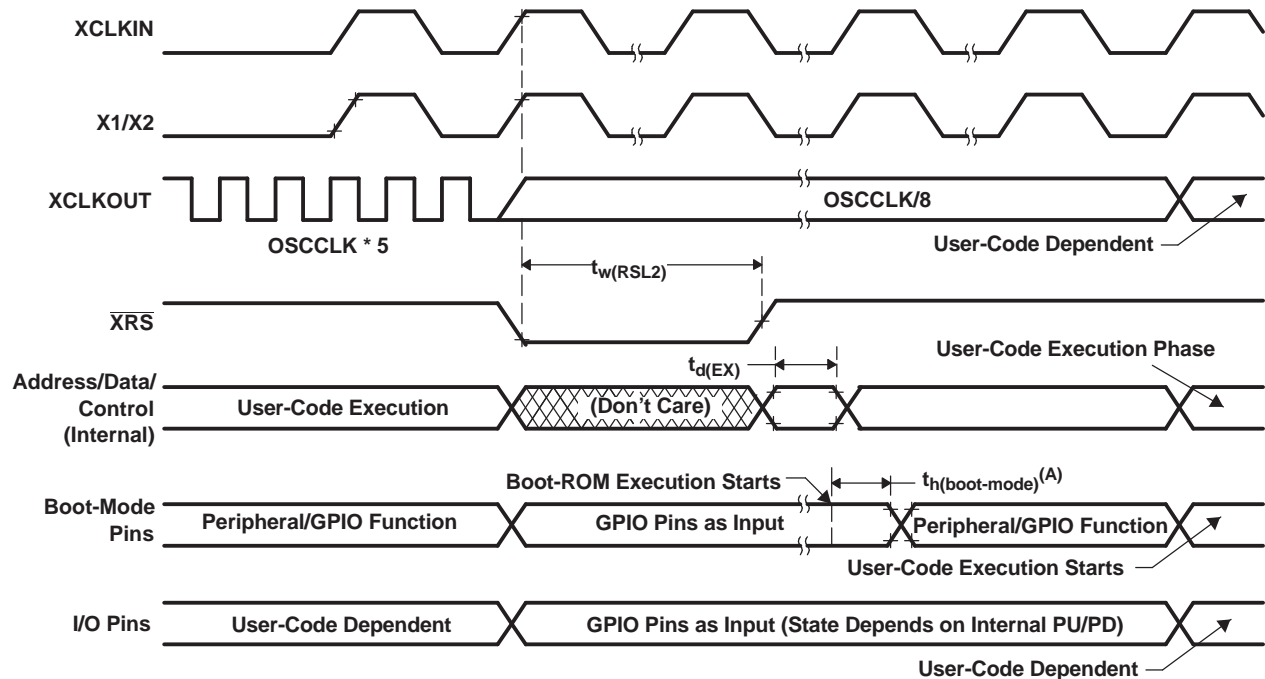 XCLKIN
X1/X2
XCLKOUT
OSCCLK * 5
OSCCLK/8
User-Code Dependent
tw(RSL2)
XRS
td(EX)
User-Code Execution Phase
Address/Data/
Control
(Internal)
User-Code Execution
(Don't Care)
Boot-ROM Execution Starts
th(boot-mode)(A)
Boot-Mode
Pins
Peripheral/GPIO Function
GPIO Pins as Input
Peripheral/GPIO Function
User-Code Execution Starts
I/O Pins
User-Code Dependent
GPIO Pins as Input (State Depends on Internal PU/PD)
User-Code Dependent